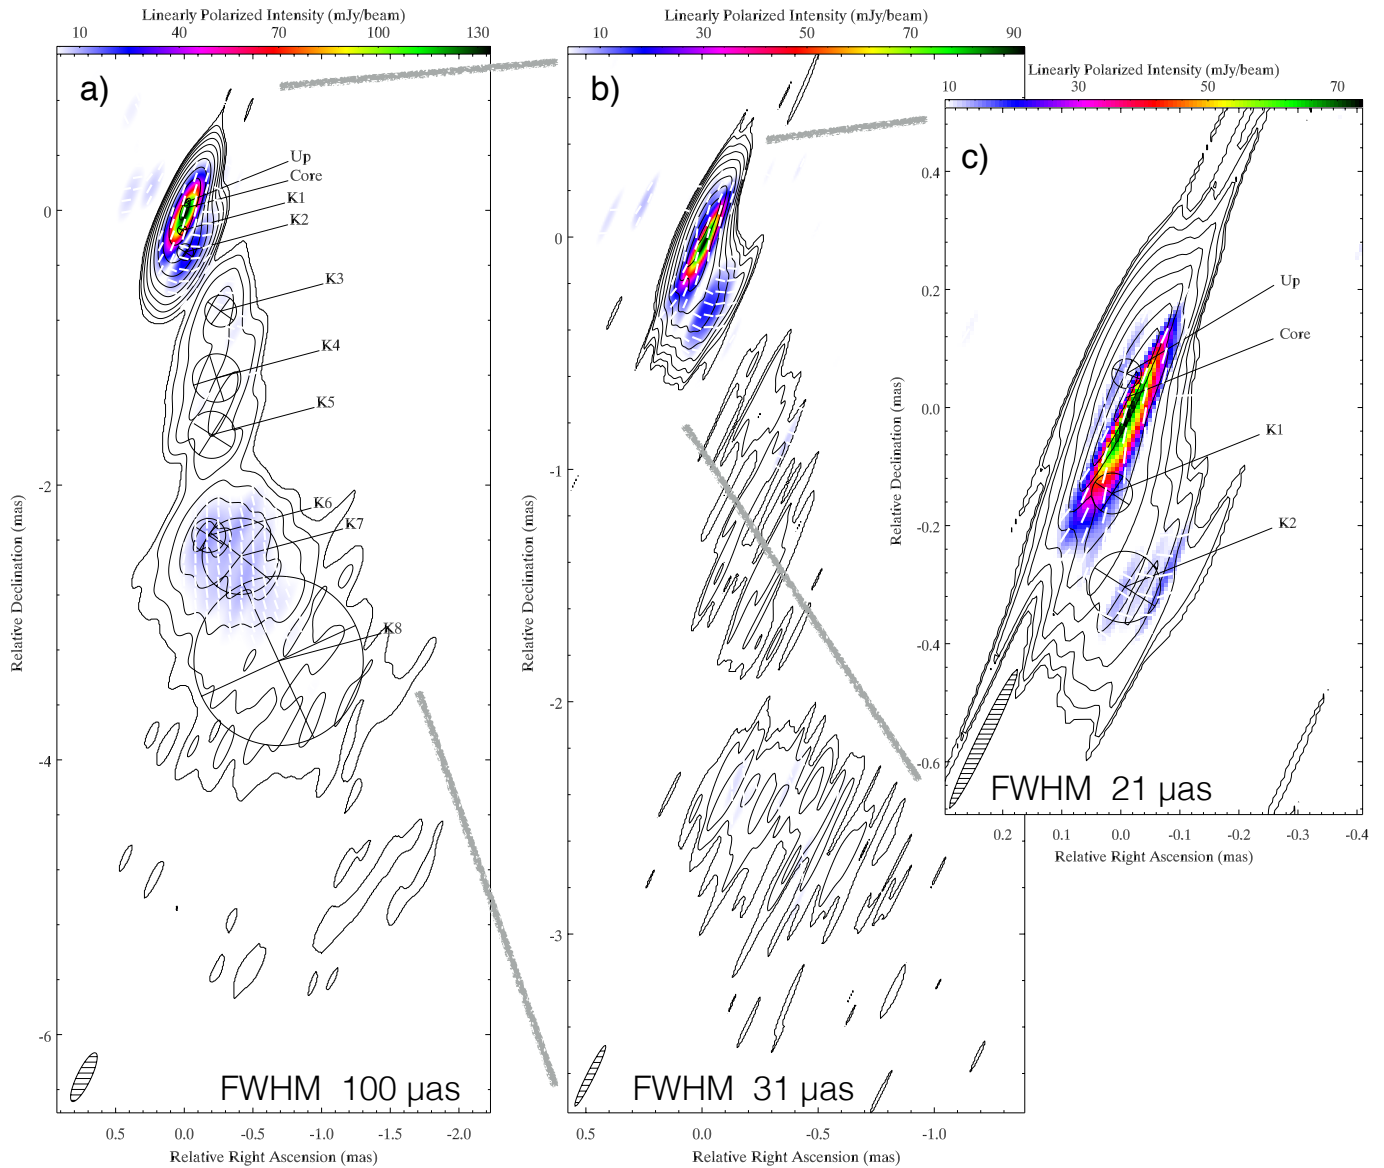 Linearly Polarized Intensity (mJy/beam)
10 40 70 100 130
a)
Up
Core
K1
K2
K3
K4
K5
K6
K7
K8
0
-2
-4
-6
Relative Declination (mas)
FWHM 100 µas
0.5 0.0 -0.5 -1.0 -1.5 -2.0
Relative Right Ascension (mas)
Linearly Polarized Intensity (mJy/beam)
10 30 50 70 90
b)
0
-1
-2
-3
Relative Declination (mas)
FWHM 31 µas
0.5 0.0 -0.5 -1.0
Relative Right Ascension (mas)
Linearly Polarized Intensity (mJy/beam)
10 30 50 70
c)
Up
Core
K1
K2
0.4
0.2
0.0
-0.2
-0.4
-0.6
Relative Declination (mas)
FWHM 21 µas
0.2 0.1 0.0 -0.1 -0.2 -0.3 -0.4
Relative Right Ascension (mas)